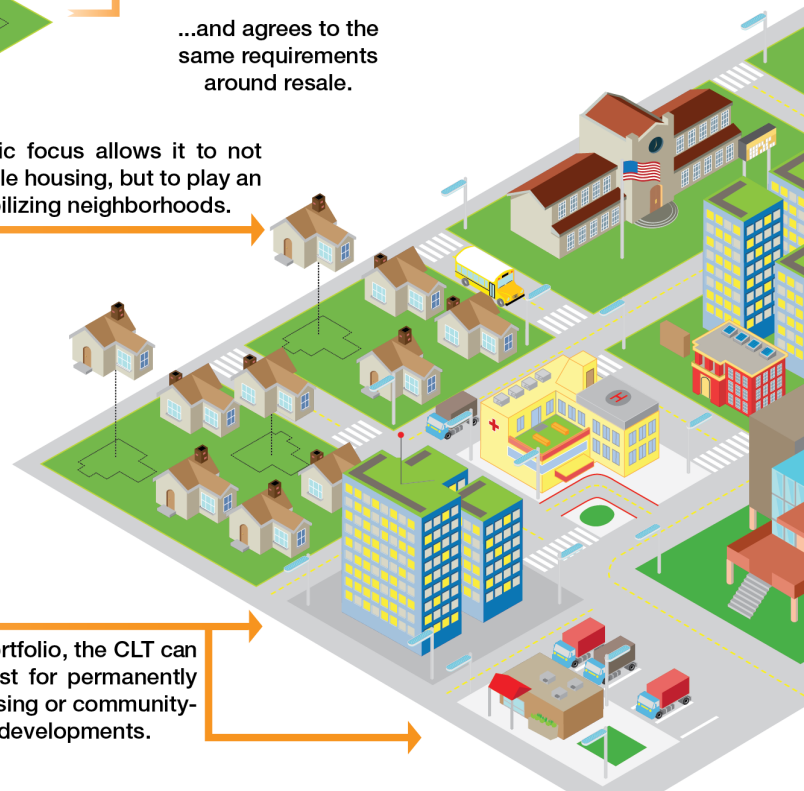 ...and agrees to the
same requirements
around resale.
ic focus allows it to not
le housing, but to play an
bilizing neighborhoods.
H
rtfolio, the CLT can
st for permanently
sing or community-
developments.